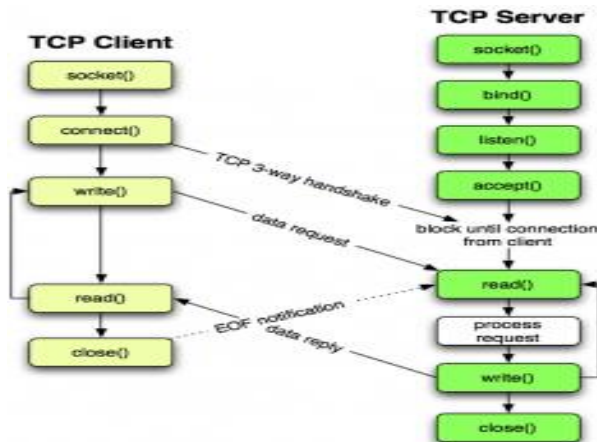 TCP Client
socket()
connect()
write()
read()
close()
TCP 3-way handshake
data request
EOF notification
data reply
TCP Server
socket()
bind()
listen()
accept()
block until connection
from client
read()
process
request
write()
close()